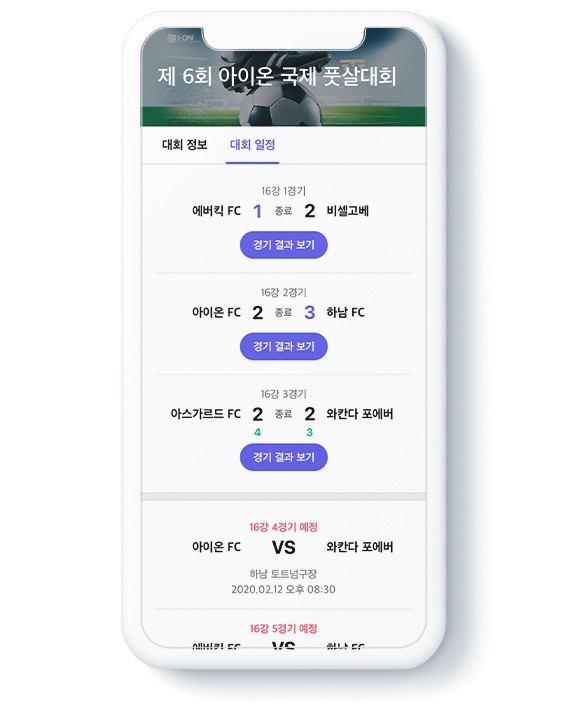 I-ON
제 6회 아이온 국제 풋살대회
대회 정보 대회 일정
16강 1경기
에버킥 FC 1 종료 2 비셀고베
경기 결과 보기
16강 2경기
아이온 FC 2 종료 3 하남 FC
경기 결과 보기
16강 3경기
아스가르드 FC 2 종료 2 와칸다 포에버
4 3
경기 결과 보기
16강 4경기 예정
아이온 FC VS 와칸다 포에버
하남 토트넘구장
2020.02.12 오후 08:30
16강 5경기 예정
에버킥 FC VS 하남 FC